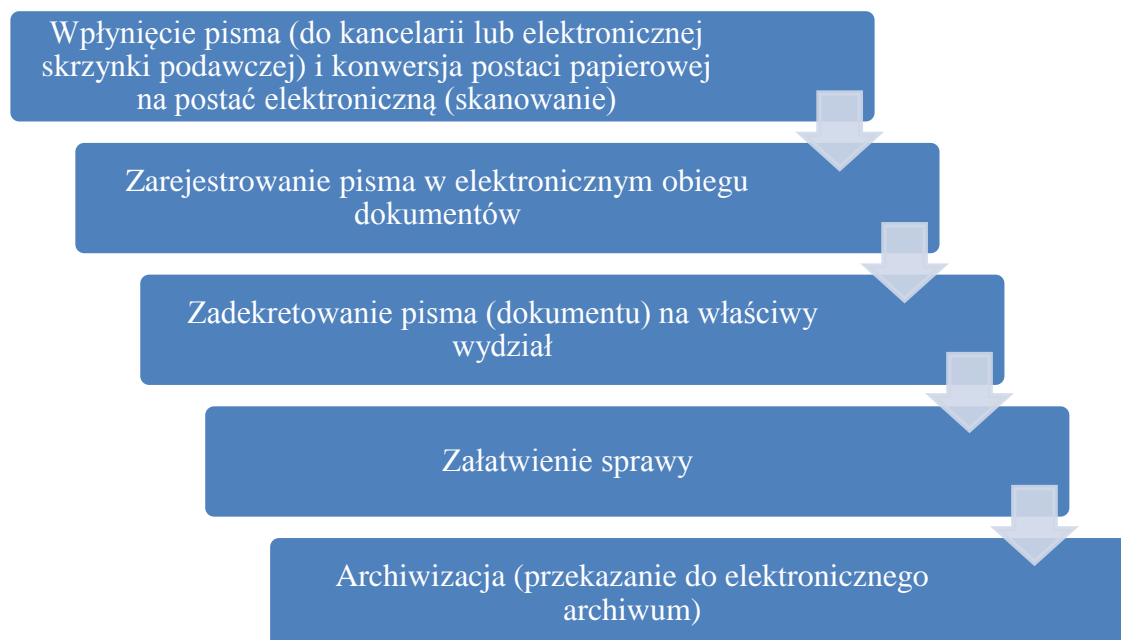 Wpłynięcie pisma (do kancelarii lub elektronicznej
skrzynki podawczej) i konwersja postaci papierowej
na postać elektroniczną (skanowanie)
Zarejestrowanie pisma w elektronicznym obiegu
dokumentów
Zadekretowanie pisma (dokumentu) na właściwy
wydział
Załatwienie sprawy
Archiwizacja (przekazanie do elektronicznego
archiwum)